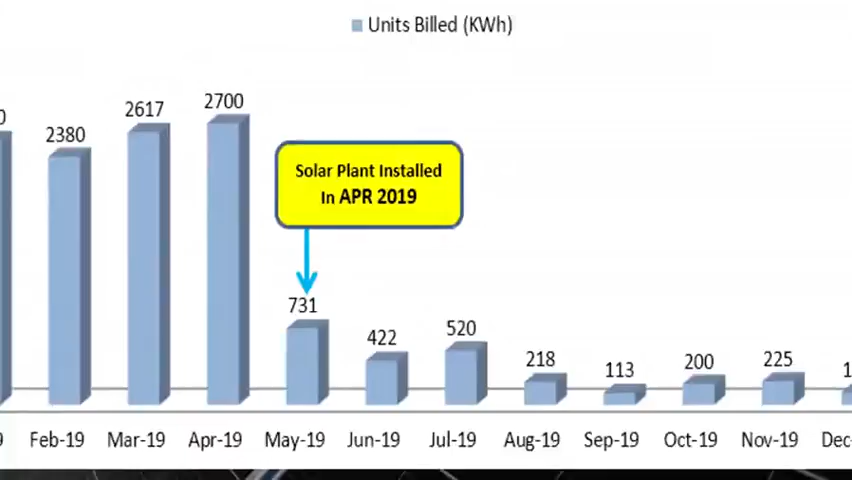 Units Billed (KWh)
2700
2617
2380
Solar Plant Installed
In APR 2019
731
520
422
218
113
200
225
Feb-19 Mar-19 Apr-19 May-19 Jun-19 Jul-19 Aug-19 Sep-19 Oct-19 Nov-19 Dec-